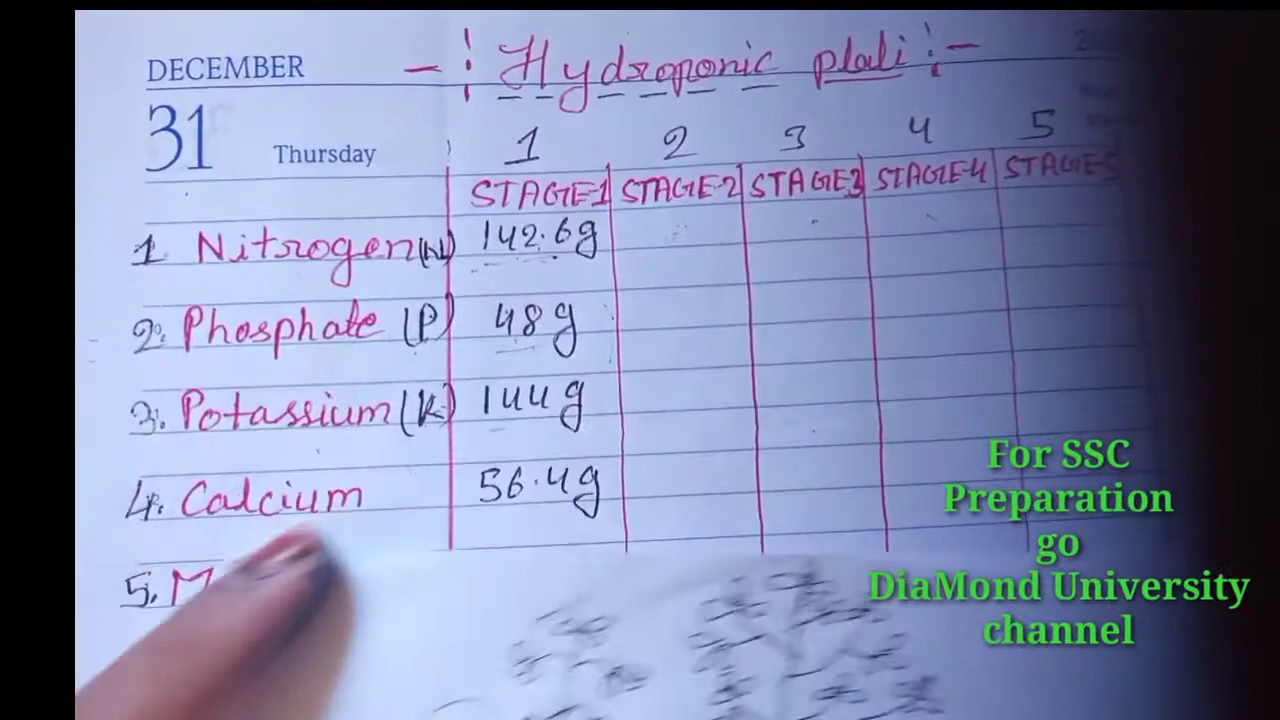 DECEMBER
-: Hydroponic plali :-
31 Thursday
1 2 3 4 5
STAGE-1 STAGE-2 STAGE3 STAGE-4 STAGE-5
1. Nitrogen(N) 142.6g
2. Phosphate (P) 48g
3. Potassium(K) 144g
4. Calcium 56.4g
5. M
For SSC
Preparation
go
DiaMond University
channel